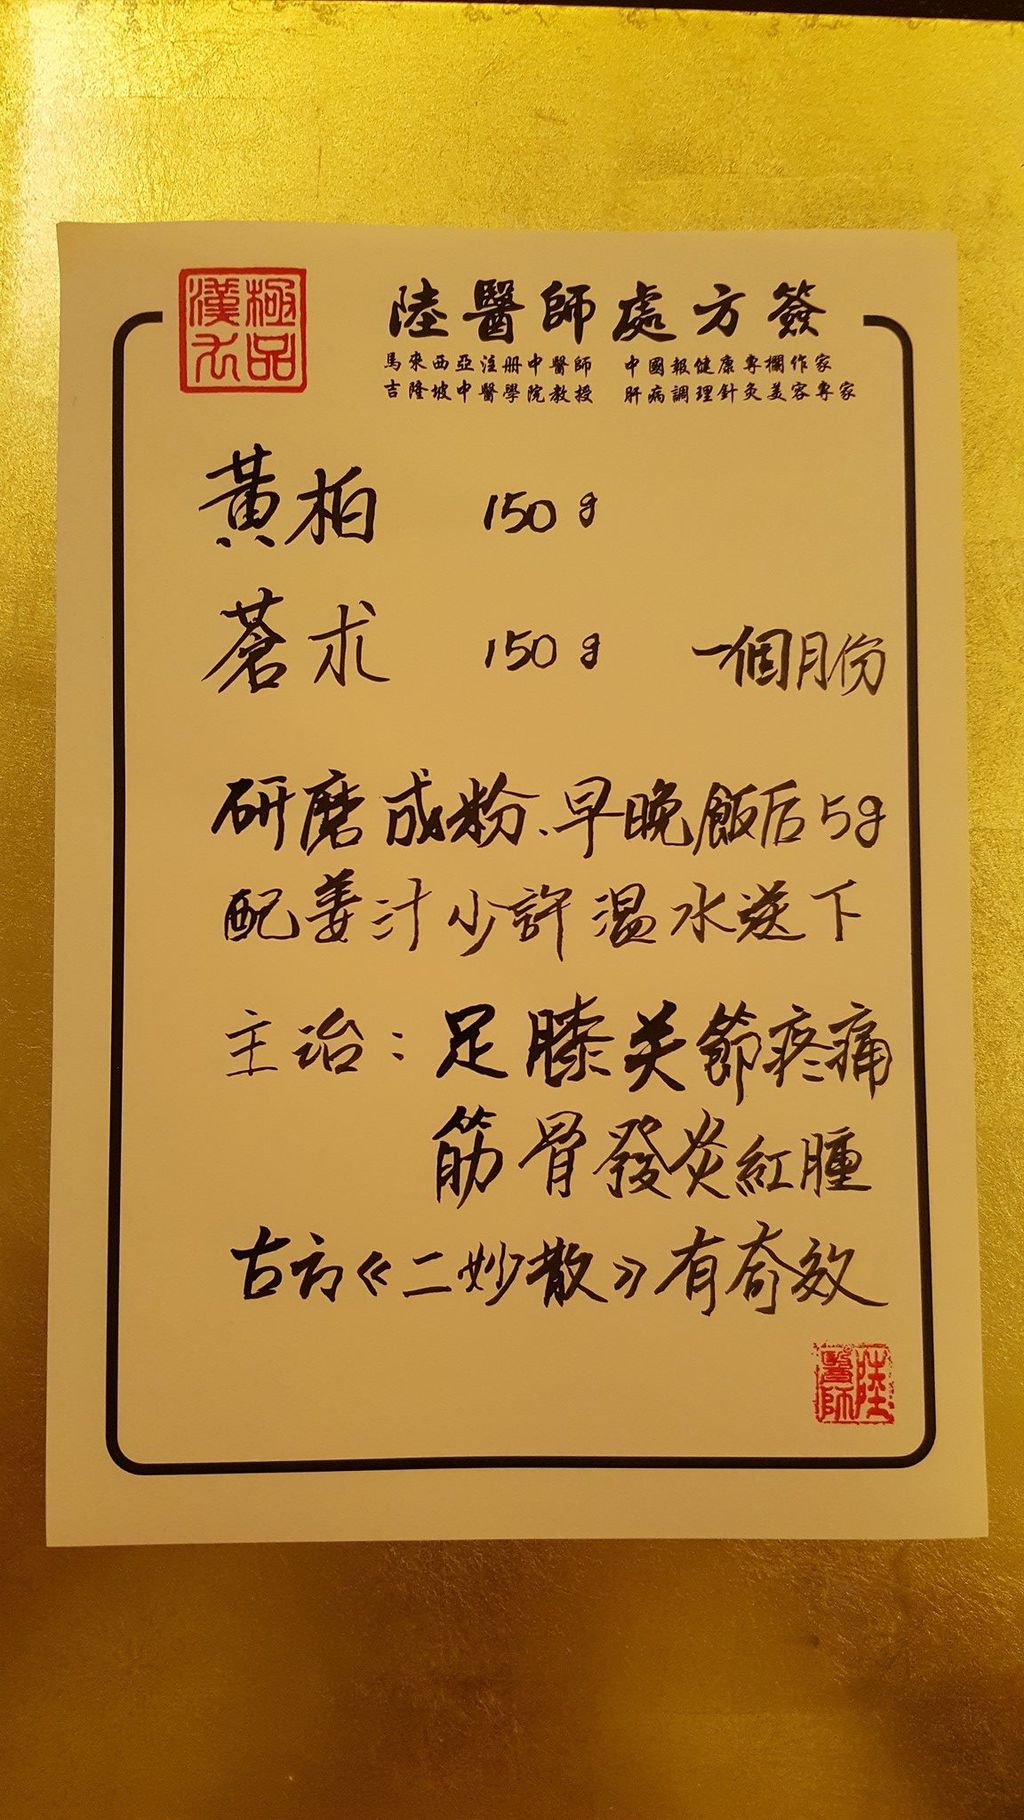 極品漢方
陸醫師處方簽
馬來西亞注册中醫師 中國報健康專欄作家
吉隆坡中醫學院教授 肝病調理針灸美容專家
黃柏 150g
蒼术 150g 一個月份
研磨成粉、早晚飯后5g
配姜汁少許温水送下
主治：足膝关節疼痛
筋骨發炎紅腫
古方《二妙散》有奇效
陸醫師